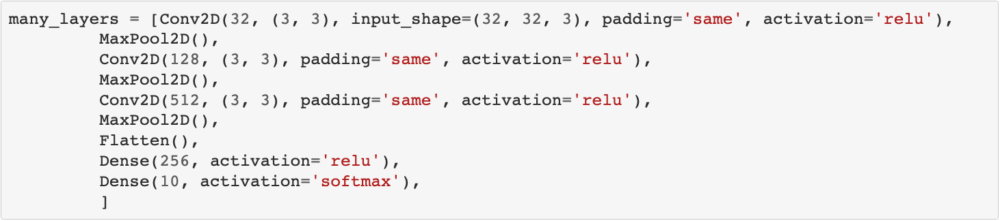 many_layers = [Conv2D(32, (3, 3), input_shape=(32, 32, 3), padding='same', activation='relu'),
MaxPool2D(),
Conv2D(128, (3, 3), padding='same', activation='relu'),
MaxPool2D(),
Conv2D(512, (3, 3), padding='same', activation='relu'),
MaxPool2D(),
Flatten(),
Dense(256, activation='relu'),
Dense(10, activation='softmax'),
]